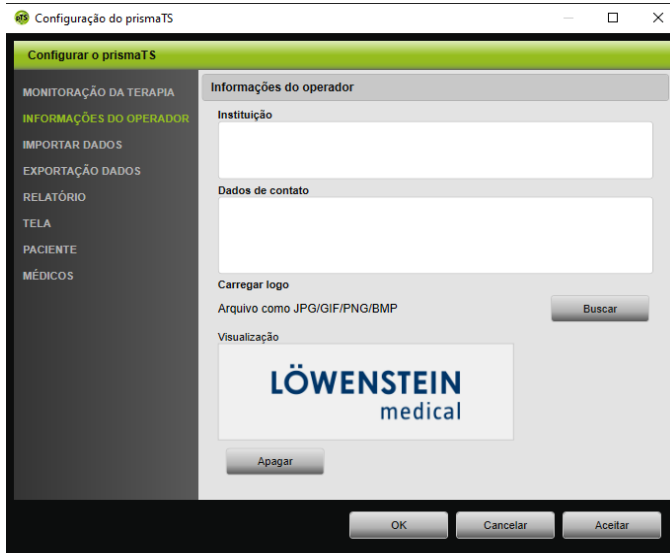 pTS Configuração do prismaTS
Configurar o prismaTS
MONITORAÇÃO DA TERAPIA
INFORMAÇÕES DO OPERADOR
IMPORTAR DADOS
EXPORTAÇÃO DADOS
RELATÓRIO
TELA
PACIENTE
MÉDICOS
Informações do operador
Instituição
Dados de contato
Carregar logo
Arquivo como JPG/GIF/PNG/BMP
Buscar
Visualização
LÖWENSTEIN
medical
Apagar
OK
Cancelar
Aceitar